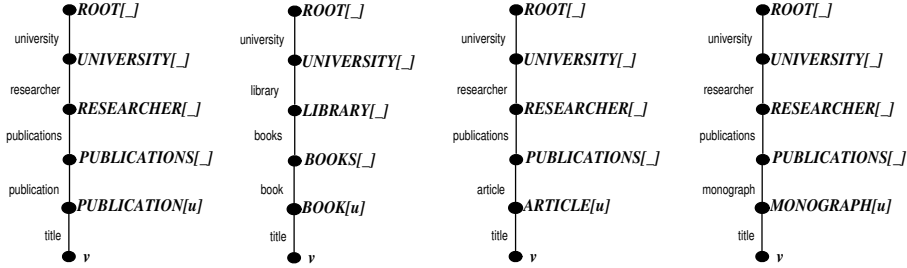 ROOT[_]
university
UNIVERSITY[_]
researcher
RESEARCHER[_]
publications
PUBLICATIONS[_]
publication
PUBLICATION[u]
title
v
ROOT[_]
university
UNIVERSITY[_]
library
LIBRARY[_]
books
BOOKS[_]
book
BOOK[u]
title
v
ROOT[_]
university
UNIVERSITY[_]
researcher
RESEARCHER[_]
publications
PUBLICATIONS[_]
article
ARTICLE[u]
title
v
ROOT[_]
university
UNIVERSITY[_]
researcher
RESEARCHER[_]
publications
PUBLICATIONS[_]
monograph
MONOGRAPH[u]
title
v